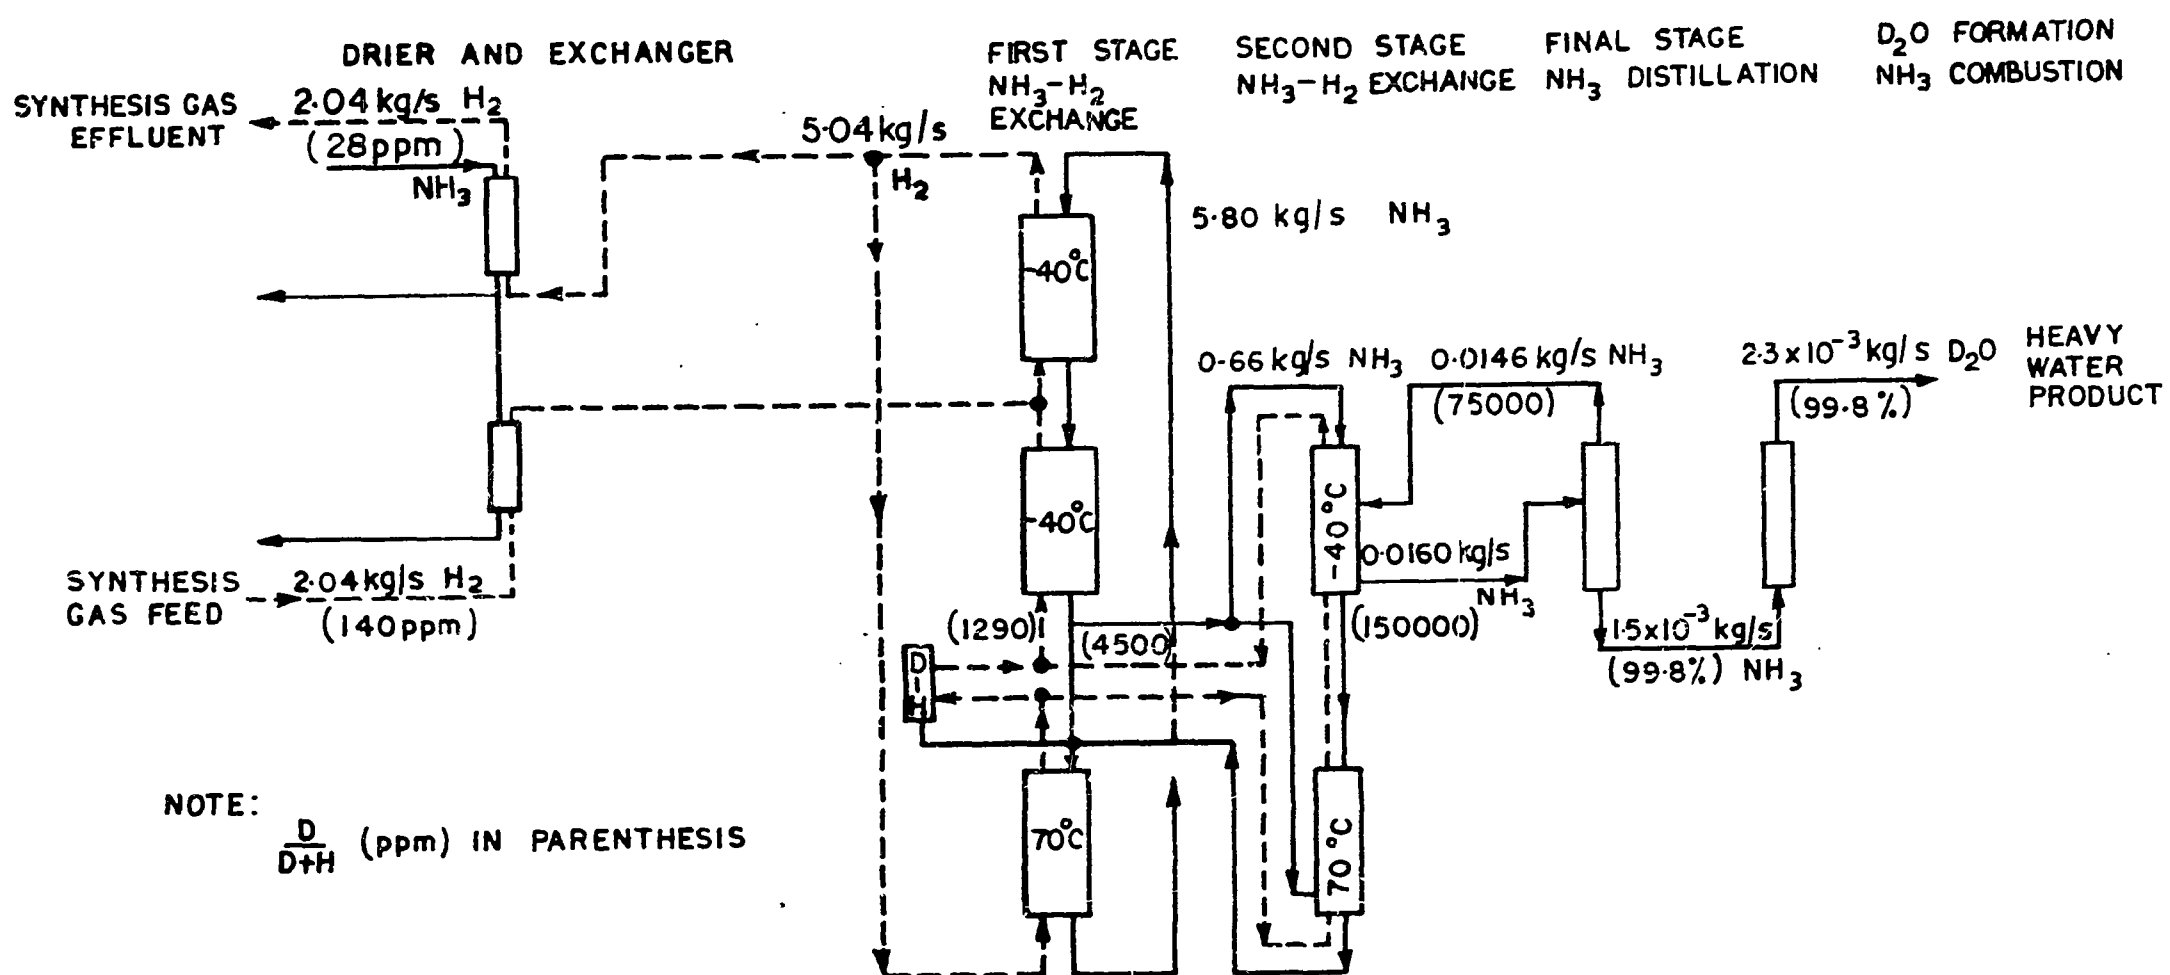 DRIER AND EXCHANGER
FIRST STAGE
NH₃-H₂
EXCHANGE
SECOND STAGE
NH₃-H₂ EXCHANGE
FINAL STAGE
NH₃ DISTILLATION
D₂O FORMATION
NH₃ COMBUSTION
SYNTHESIS GAS
EFFLUENT
2·04 kg/s H₂
(28ppm)
NH₃
5·04 kg/s
H₂
-40°C
5·80 kg/s NH₃
-40°C
0·66 kg/s NH₃
0·0146 kg/s NH₃
(75000)
2·3x10⁻³ kg/s D₂O
(99·8%)
HEAVY
WATER
PRODUCT
-40°C
0·0160 kg/s
NH₃
(150000)
1·5x10⁻³ kg/s
(99·8%) NH₃
SYNTHESIS
GAS FEED
2·04 kg/s H₂
(140ppm)
(1290)
(4500)
D
H
70°C
70°C
NOTE:
D
D+H
(ppm) IN PARENTHESIS